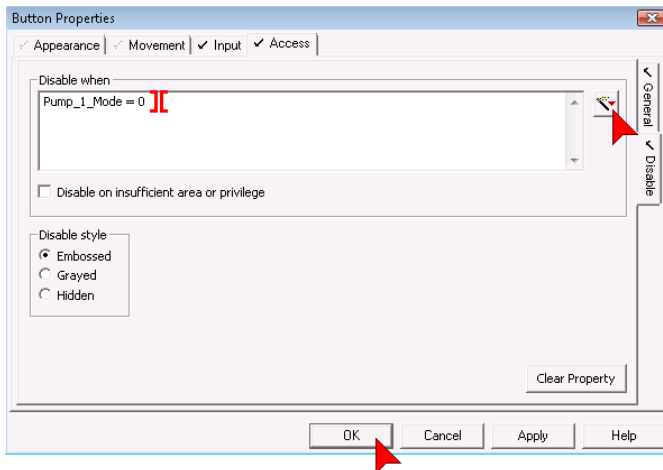 Button Properties
Appearance Movement Input Access
Disable when
Pump_1_Mode = 0
Disable on insufficient area or privilege
Disable style
Embossed
Grayed
Hidden
General
Disable
Clear Property
OK Cancel Apply Help